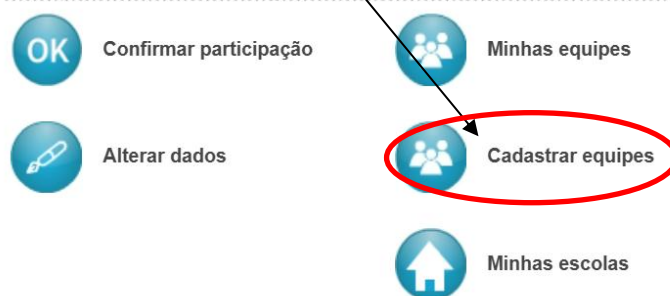 OK Confirmar participação
Minhas equipes
Alterar dados
Cadastrar equipes
Minhas escolas